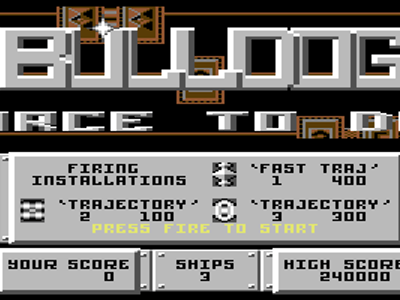 BULLDOG
RCE TO D
FIRING
INSTALLATIONS
'FAST TRAJ'
1 400
'TRAJECTORY'
2 100
'TRAJECTORY'
3 300
PRESS FIRE TO START
YOUR SCORE
0
SHIPS
3
HIGH SCORE
240000